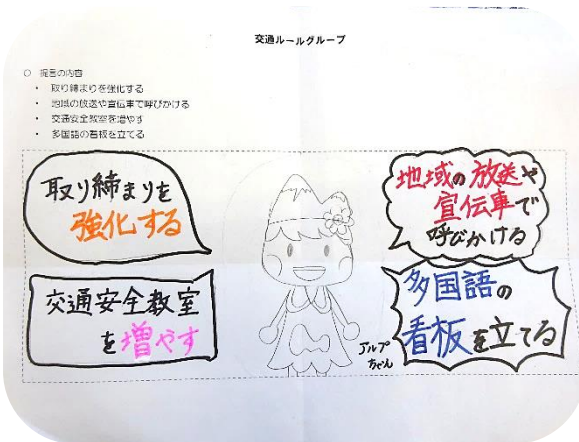 交通ルールグループ
○ 提言の内容
・ 取り締まりを強化する
・ 地域の放送や宣伝車で呼びかける
・ 交通安全教室を増やす
・ 多国語の看板を立てる
取り締まりを
強化する
地域の放送や
宣伝車で
呼びかける
交通安全教室
を増やす
多国語の
看板を立てる
アルプ
ちゃん